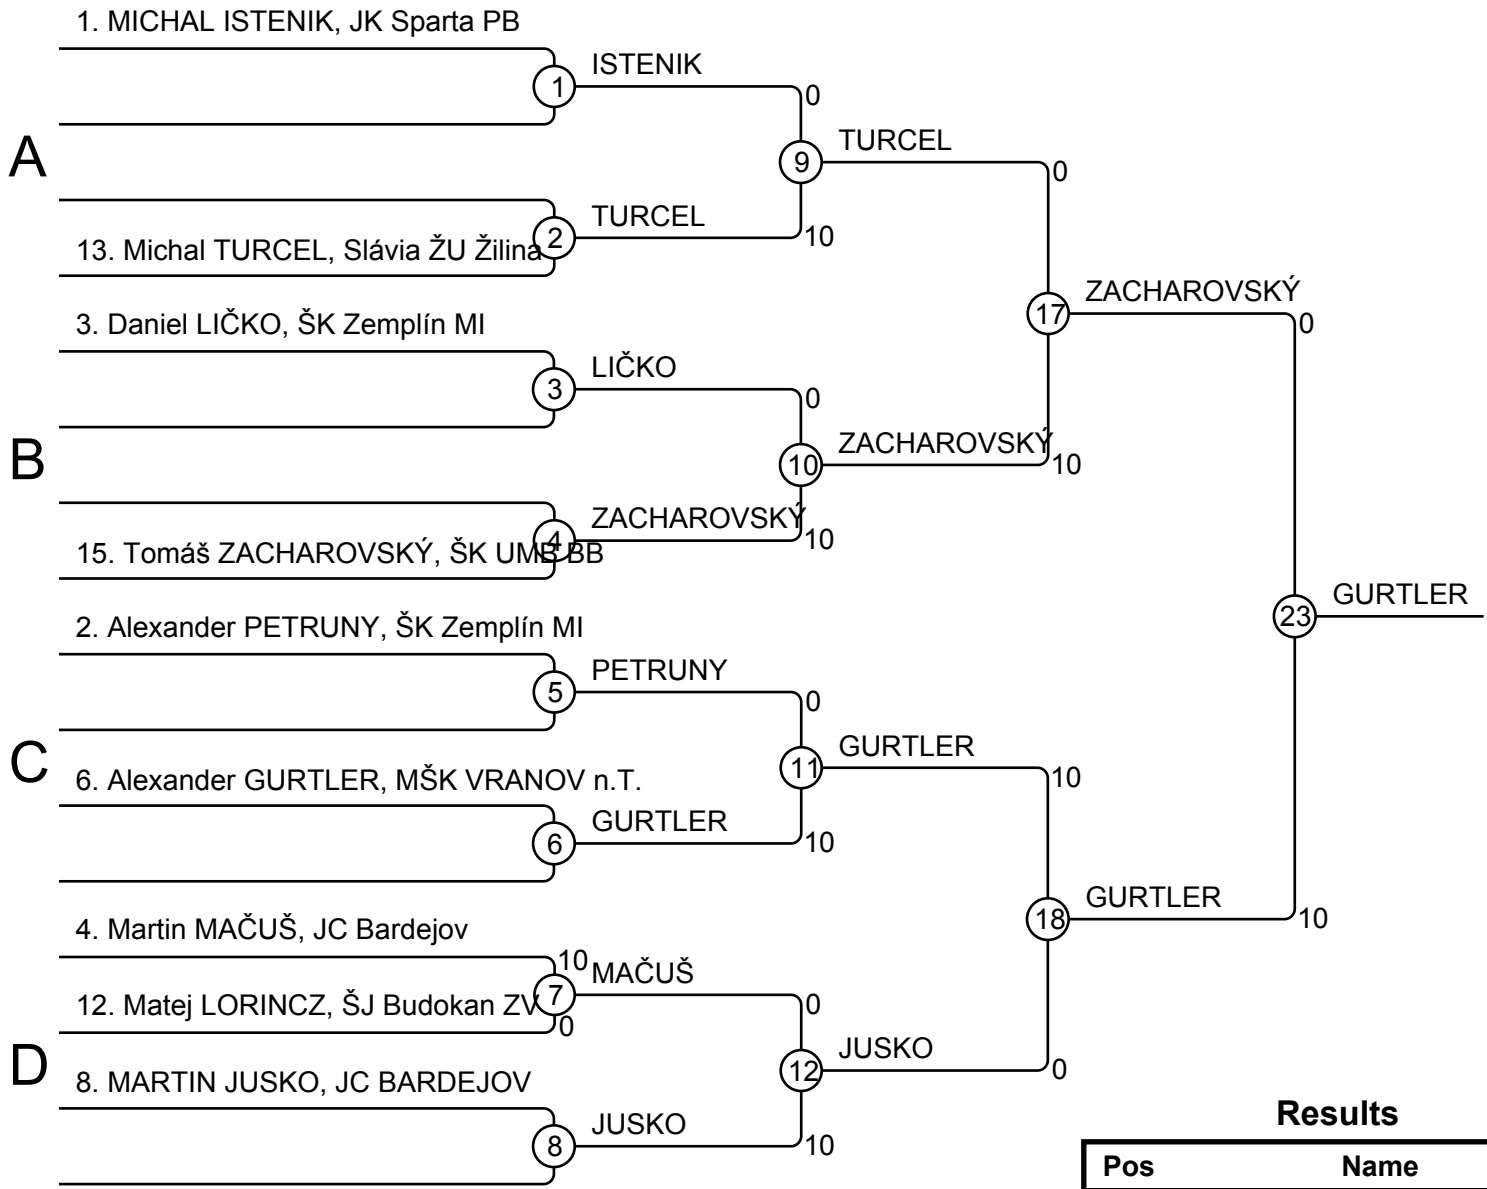 1. MICHAL ISTENIK, JK Sparta PB
1 ISTENIK
0
A
9 TURCEL
0
2 TURCEL
10
13. Michal TURCEL, Slávia ŽU Žilina
17 ZACHAROVSKÝ
0
3. Daniel LIČKO, ŠK Zemplín MI
3 LIČKO
0
B
10 ZACHAROVSKÝ
10
4 ZACHAROVSKÝ
10
15. Tomáš ZACHAROVSKÝ, ŠK UMB BB
23 GURTLER
2. Alexander PETRUNY, ŠK Zemplín MI
5 PETRUNY
0
C
11 GURTLER
10
6. Alexander GURTLER, MŠK VRANOV n.T.
6 GURTLER
10
18 GURTLER
10
4. Martin MAČUŠ, JC Bardejov
10
7 MAČUŠ
0
12. Matej LORINCZ, ŠJ Budokan ZV
0
D
12 JUSKO
0
8. MARTIN JUSKO, JC BARDEJOV
8 JUSKO
10
Results
Pos Name